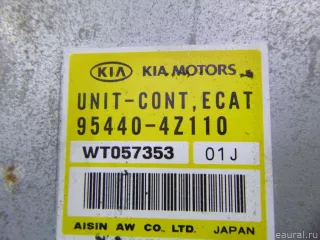 KIA KIA MOTORS
UNIT-CONT,ECAT
95440-4Z110
WT057353 01J
AISIN AW CO., LTD. JAPAN
eaural.ru